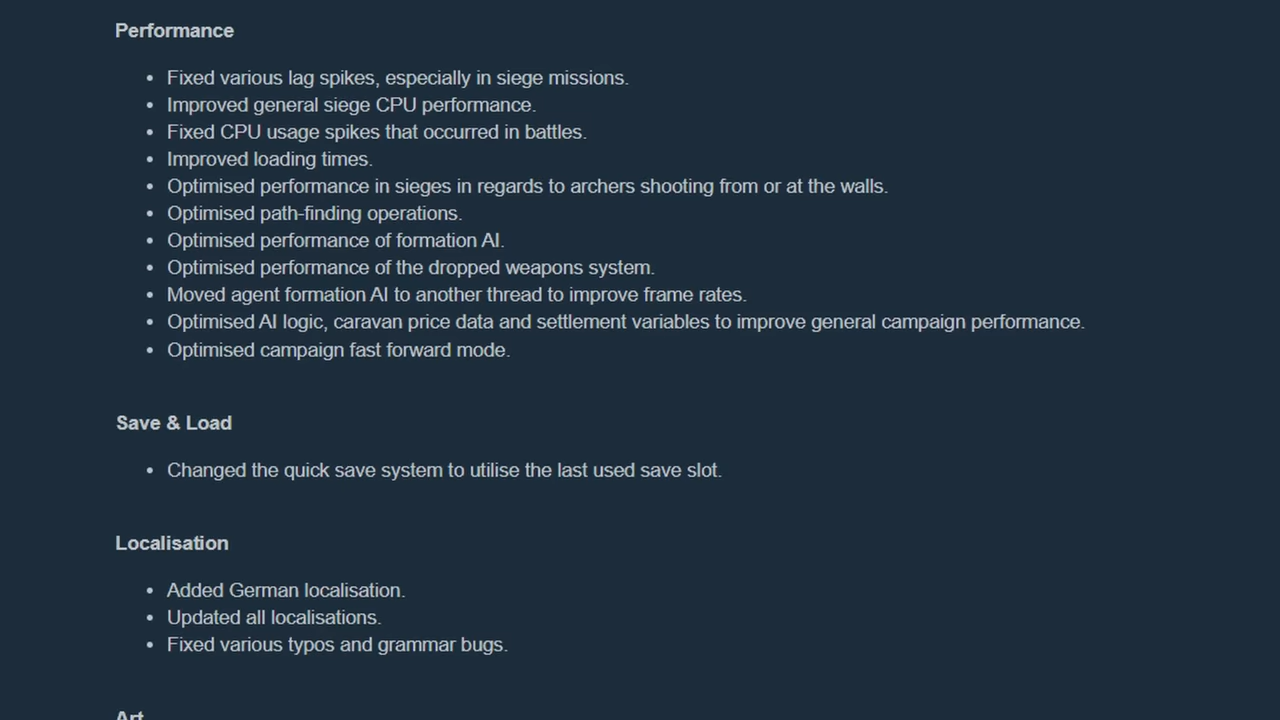 Performance
• Fixed various lag spikes, especially in siege missions.
• Improved general siege CPU performance.
• Fixed CPU usage spikes that occurred in battles.
• Improved loading times.
• Optimised performance in sieges in regards to archers shooting from or at the walls.
• Optimised path-finding operations.
• Optimised performance of formation AI.
• Optimised performance of the dropped weapons system.
• Moved agent formation AI to another thread to improve frame rates.
• Optimised AI logic, caravan price data and settlement variables to improve general campaign performance.
• Optimised campaign fast forward mode.
Save & Load
• Changed the quick save system to utilise the last used save slot.
Localisation
• Added German localisation.
• Updated all localisations.
• Fixed various typos and grammar bugs.
Art